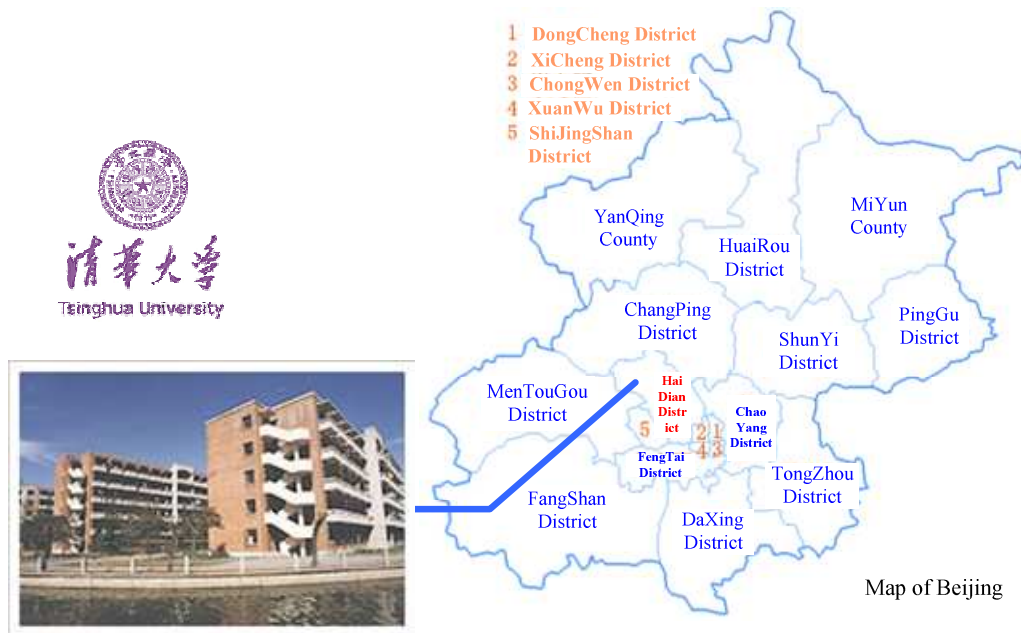 1 DongCheng District
2 XiCheng District
3 ChongWen District
4 XuanWu District
5 ShiJingShan
District
清华大学
Tsinghua University
YanQing
County
MiYun
County
HuaiRou
District
ChangPing
District
ShunYi
District
PingGu
District
MenTouGou
District
Hai
Dian
Distr
ict
Chao
Yang
District
5
2 1
4 3
FengTai
District
TongZhou
District
FangShan
District
DaXing
District
Map of Beijing